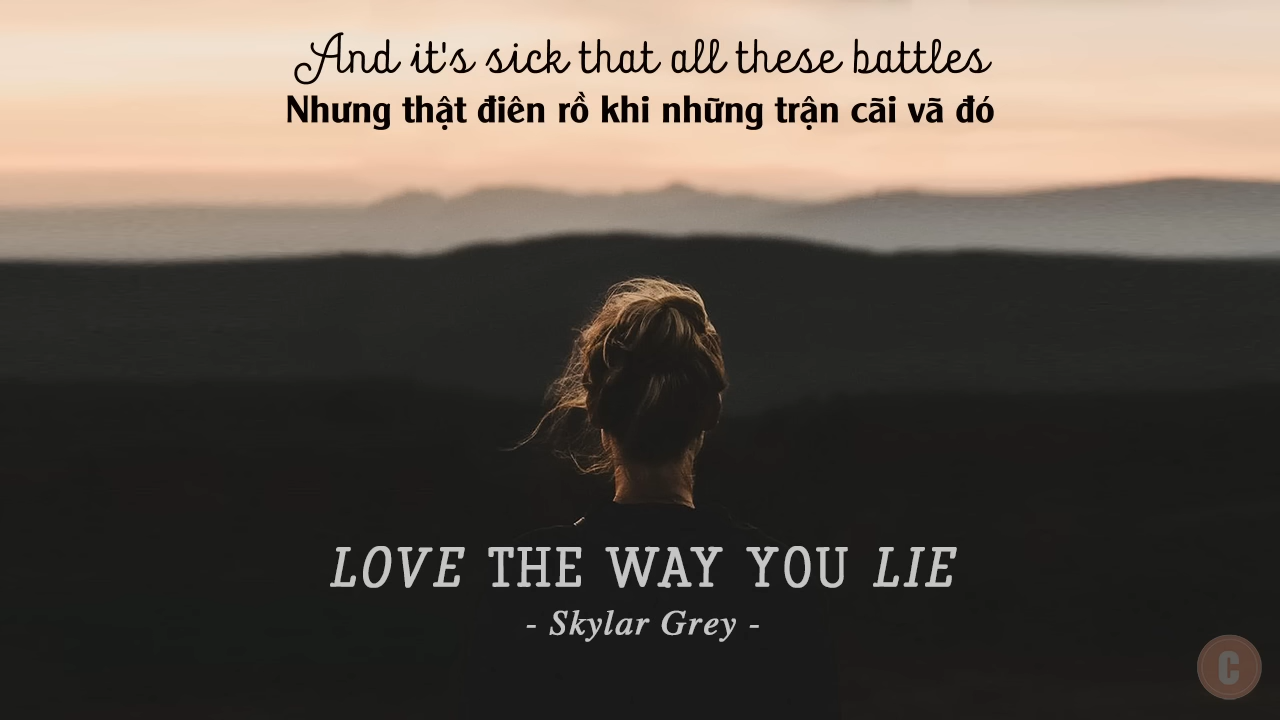 And it's sick that all these battles
Nhưng thật điên rồ khi những trận cãi vã đó
LOVE THE WAY YOU LIE
- Skylar Grey -
C